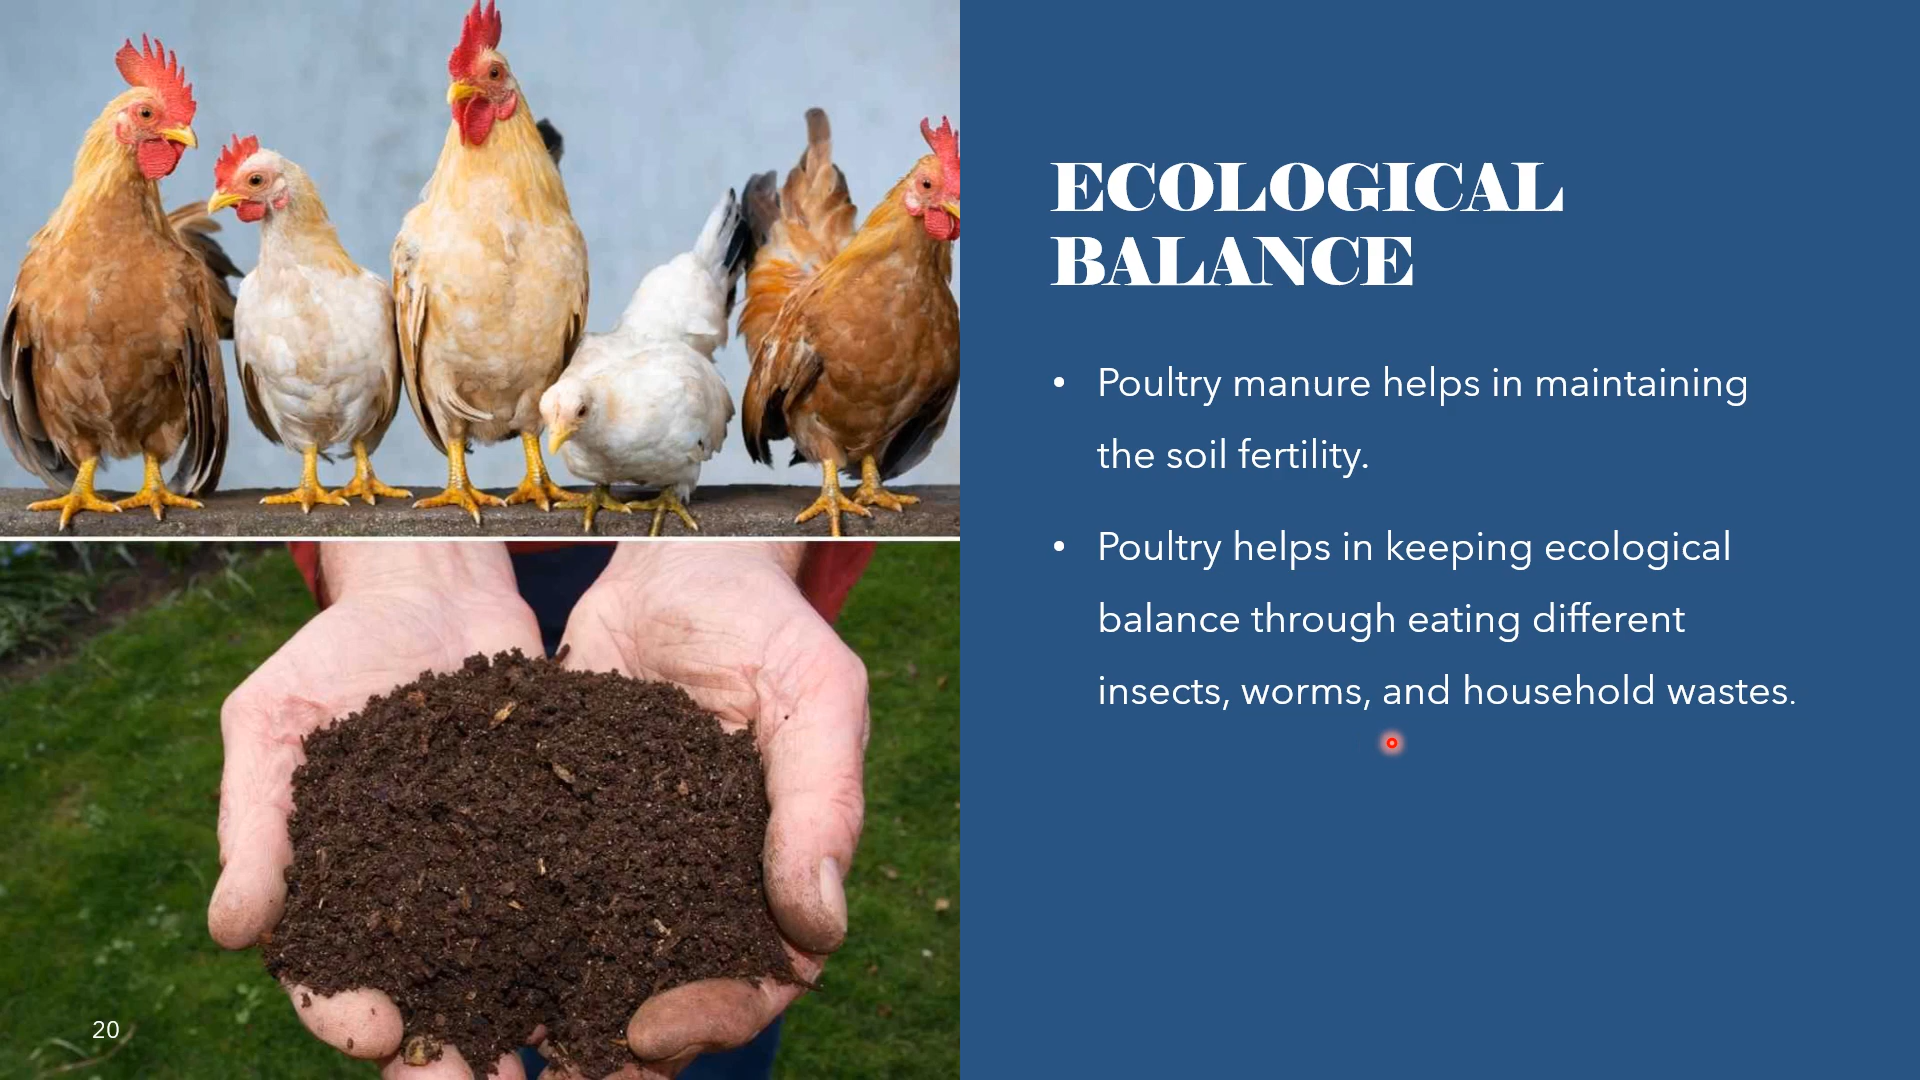 ECOLOGICAL
BALANCE
• Poultry manure helps in maintaining
the soil fertility.
• Poultry helps in keeping ecological
balance through eating different
insects, worms, and household wastes.
20